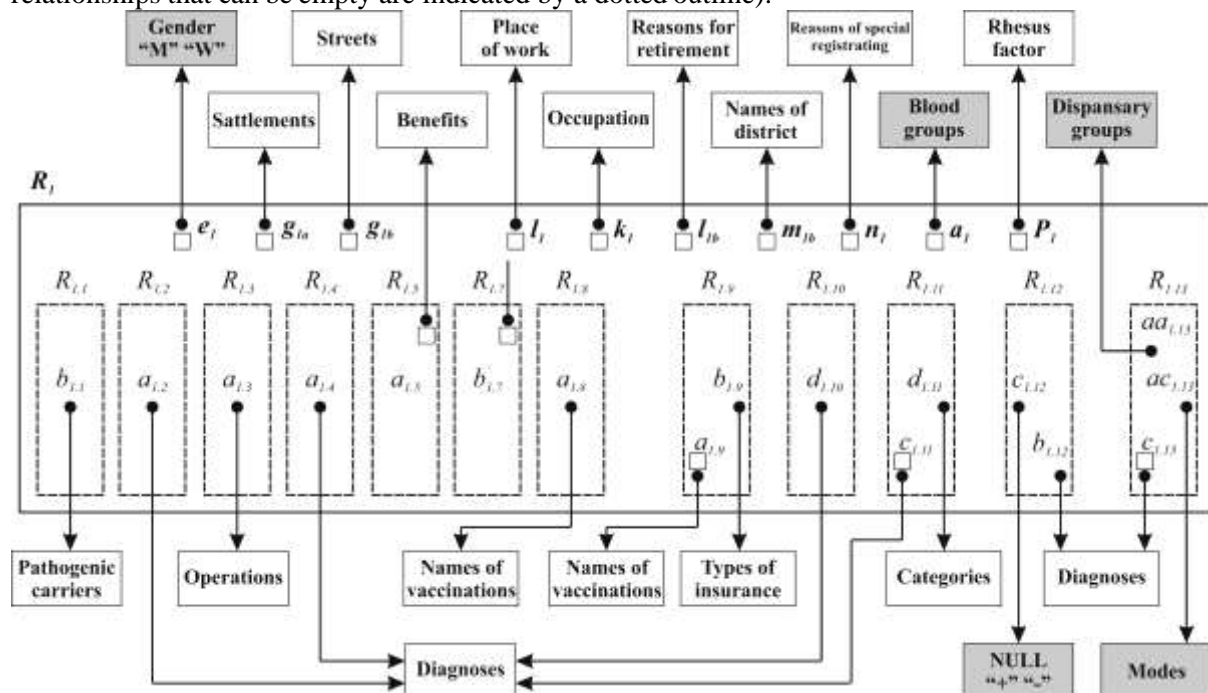 relationships that can be empty are indicated by a dotted outline).
Gender
“M” “W”
Streets
Place
of work
Reasons for
retirement
Reasons of special
registrating
Rhesus
factor
Sattlements
Benefits
Occupation
Names of
district
Blood
groups
Dispansary
groups
R₁
e₁ g₁ₐ g₁b l₁ k₁ l₁b m₁b n₁ a₁ P₁
R₁.₁ R₁.₂ R₁.₃ R₁.₄ R₁.₅ R₁.₇ R₁.₈ R₁.₉ R₁.₁₀ R₁.₁₁ R₁.₁₂ R₁.₁₃
aa₁.₁₃
b₁.₁ a₁.₂ a₁.₃ a₁.₄ a₁.₅ b₁.₇ a₁.₈ b₁.₉ d₁.₁₀ d₁.₁₁ c₁.₁₂ ac₁.₁₃
a₁.₉ c₁.₁₁ b₁.₁₂ c₁.₁₃
Pathogenic
carriers
Operations
Names of
vaccinations
Names of
vaccinations
Types of
insurance
Categories
Diagnoses
Diagnoses
NULL
“+” “-”
Modes